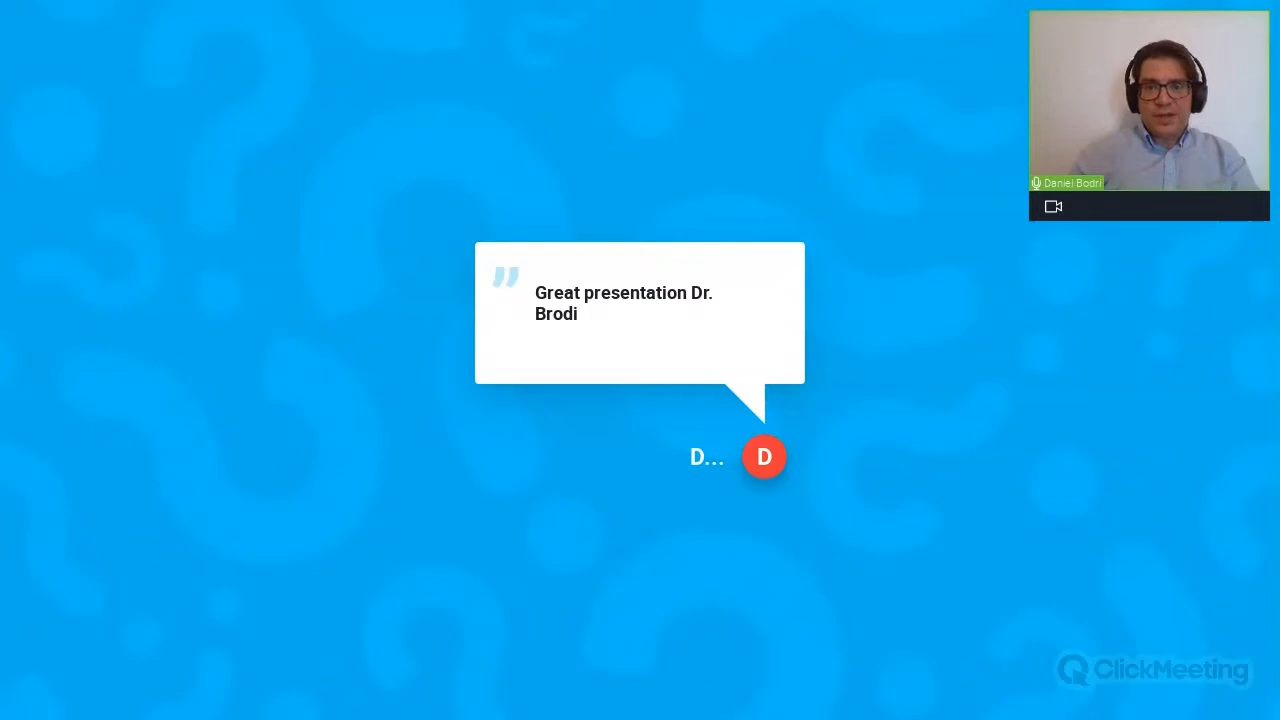 Daniel Bodri
Great presentation Dr.
Brodi
D... D
ClickMeeting